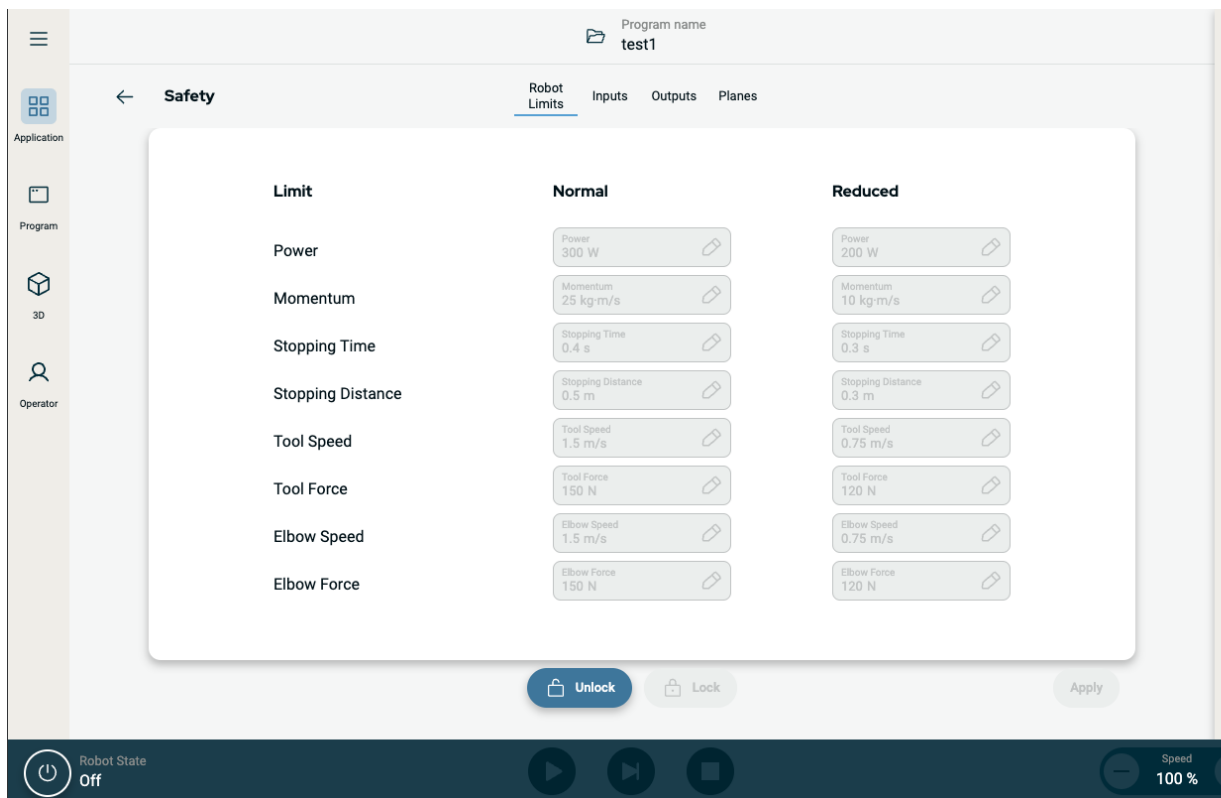 Program name
test1
Safety
Robot
Limits
Inputs
Outputs
Planes
Application
Program
3D
Operator
Limit Normal Reduced
Power
Power
300 W
Power
200 W
Momentum
Momentum
25 kg·m/s
Momentum
10 kg·m/s
Stopping Time
Stopping Time
0.4 s
Stopping Time
0.3 s
Stopping Distance
Stopping Distance
0.5 m
Stopping Distance
0.3 m
Tool Speed
Tool Speed
1.5 m/s
Tool Speed
0.75 m/s
Tool Force
Tool Force
150 N
Tool Force
120 N
Elbow Speed
Elbow Speed
1.5 m/s
Elbow Speed
0.75 m/s
Elbow Force
Elbow Force
150 N
Elbow Force
120 N
Unlock
Lock
Apply
Robot State
Off
Speed
100 %